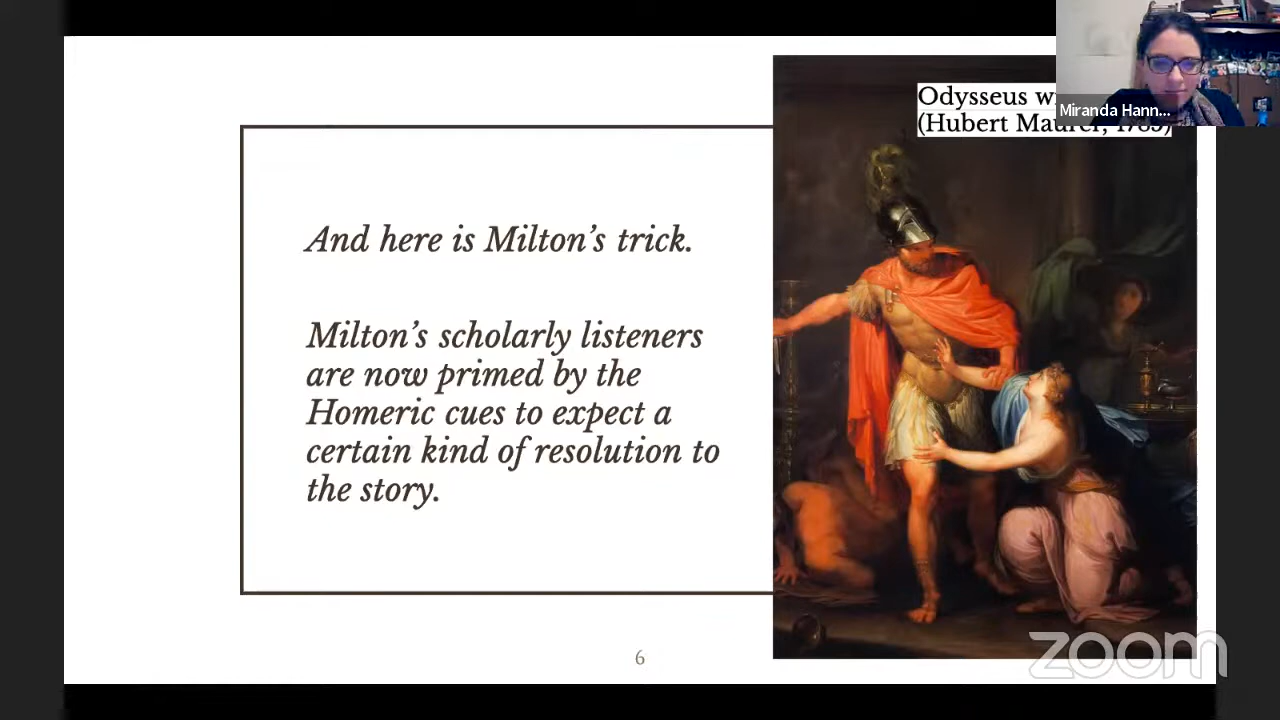 Odysseus
(Hubert Maurer, 1785)
Miranda Hann...
And here is Milton's trick.
Milton's scholarly listeners
are now primed by the
Homeric cues to expect a
certain kind of resolution to
the story.
6
zoom